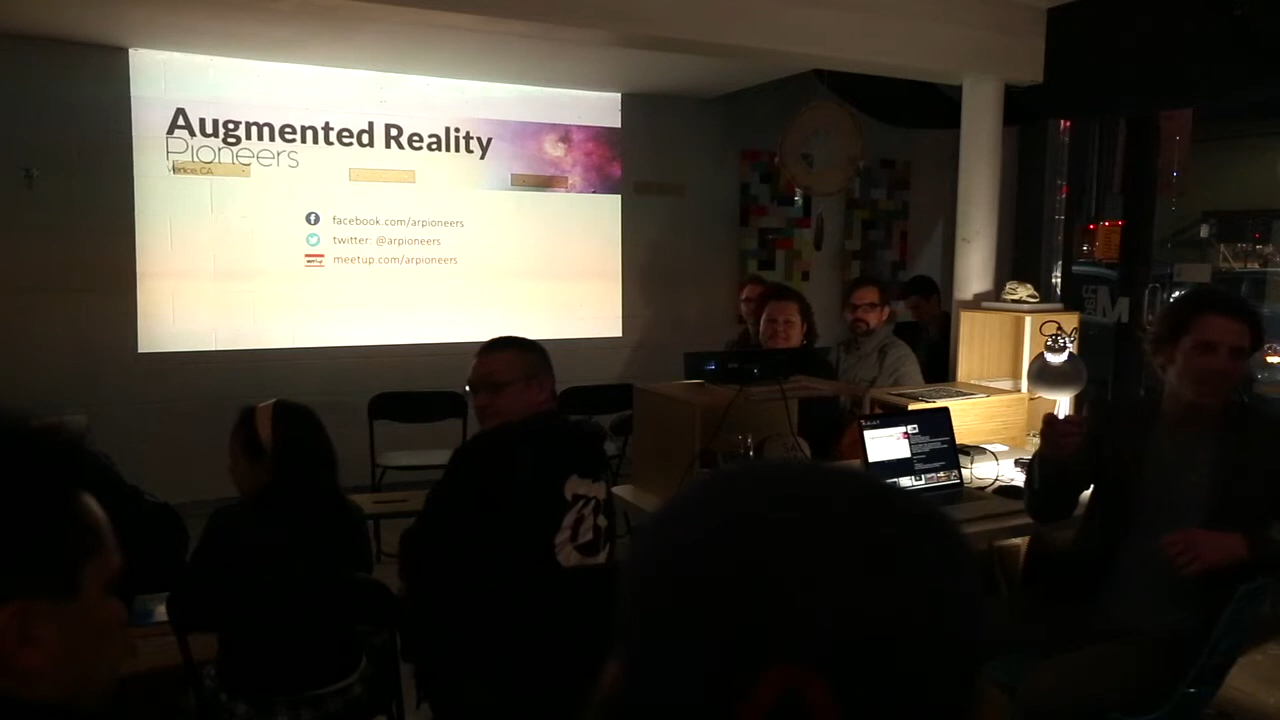 Augmented Reality
Pioneers
Venice, CA
facebook.com/arpioneers
twitter: @arpioneers
meetup.com/arpioneers